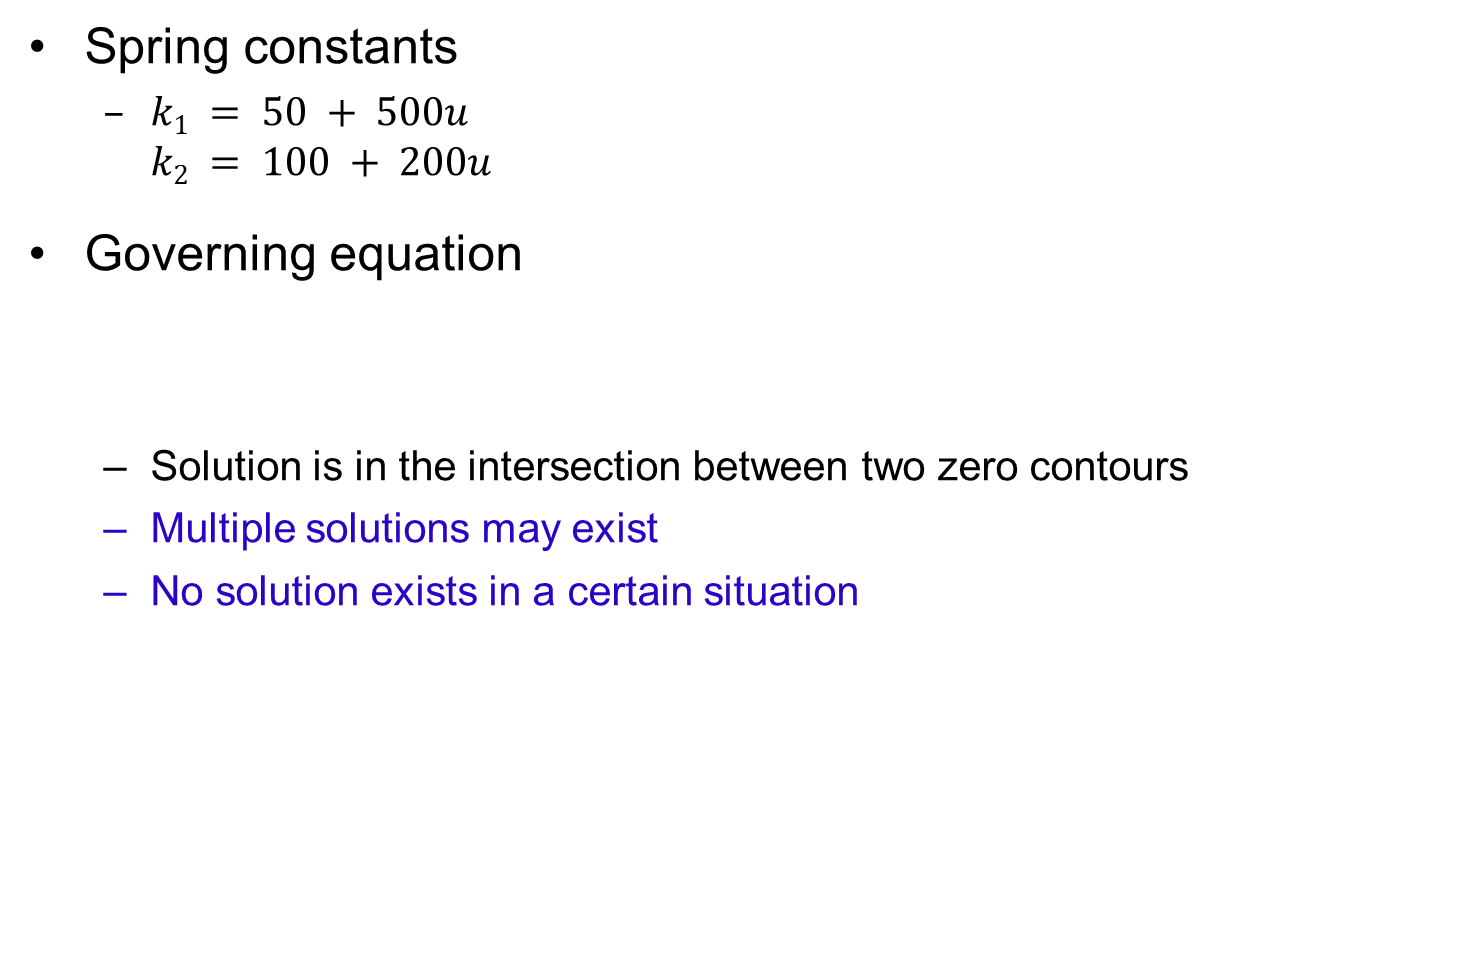 • Spring constants
– k₁ = 50 + 500u
k₂ = 100 + 200u
• Governing equation
– Solution is in the intersection between two zero contours
– Multiple solutions may exist
– No solution exists in a certain situation